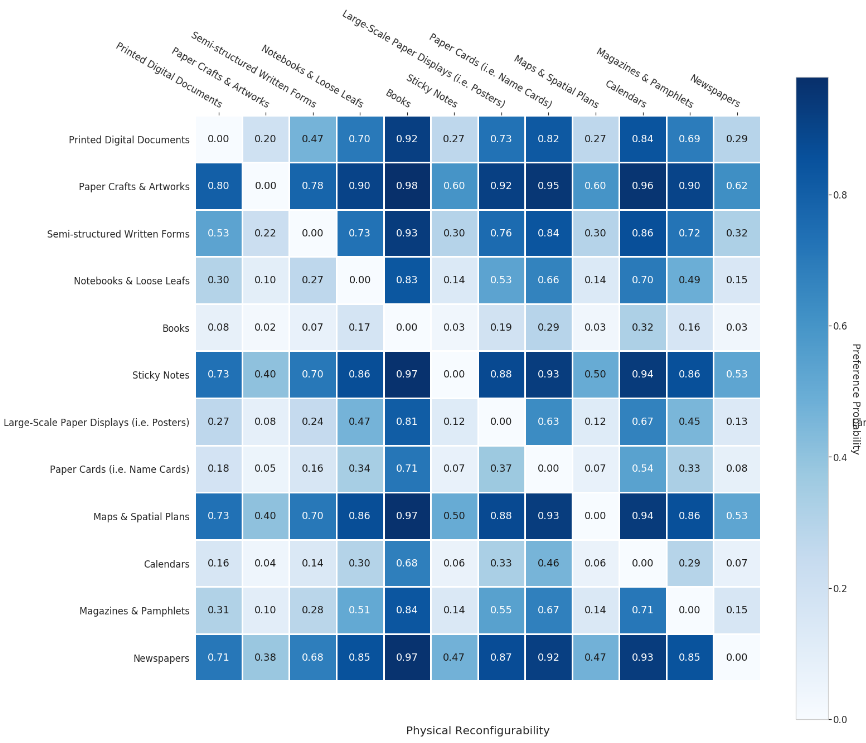 Printed Digital Documents
Paper Crafts & Artworks
Semi-structured Written Forms
Notebooks & Loose Leafs
Books
Sticky Notes
Large-Scale Paper Displays (i.e. Posters)
Paper Cards (i.e. Name Cards)
Maps & Spatial Plans
Calendars
Magazines & Pamphlets
Newspapers
Printed Digital Documents 0.00 0.20 0.47 0.70 0.92 0.27 0.73 0.82 0.27 0.84 0.69 0.29
Paper Crafts & Artworks 0.80 0.00 0.78 0.90 0.98 0.60 0.92 0.95 0.60 0.96 0.90 0.62
Semi-structured Written Forms 0.53 0.22 0.00 0.73 0.93 0.30 0.76 0.84 0.30 0.86 0.72 0.32
Notebooks & Loose Leafs 0.30 0.10 0.27 0.00 0.83 0.14 0.53 0.66 0.14 0.70 0.49 0.15
Books 0.08 0.02 0.07 0.17 0.00 0.03 0.19 0.29 0.03 0.32 0.16 0.03
Sticky Notes 0.73 0.40 0.70 0.86 0.97 0.00 0.88 0.93 0.50 0.94 0.86 0.53
Large-Scale Paper Displays (i.e. Posters) 0.27 0.08 0.24 0.47 0.81 0.12 0.00 0.63 0.12 0.67 0.45 0.13
Paper Cards (i.e. Name Cards) 0.18 0.05 0.16 0.34 0.71 0.07 0.37 0.00 0.07 0.54 0.33 0.08
Maps & Spatial Plans 0.73 0.40 0.70 0.86 0.97 0.50 0.88 0.93 0.00 0.94 0.86 0.53
Calendars 0.16 0.04 0.14 0.30 0.68 0.06 0.33 0.46 0.06 0.00 0.29 0.07
Magazines & Pamphlets 0.31 0.10 0.28 0.51 0.84 0.14 0.55 0.67 0.14 0.71 0.00 0.15
Newspapers 0.71 0.38 0.68 0.85 0.97 0.47 0.87 0.92 0.47 0.93 0.85 0.00
0.8
0.6
0.4
0.2
0.0
Preference Probability
Physical Reconfigurability